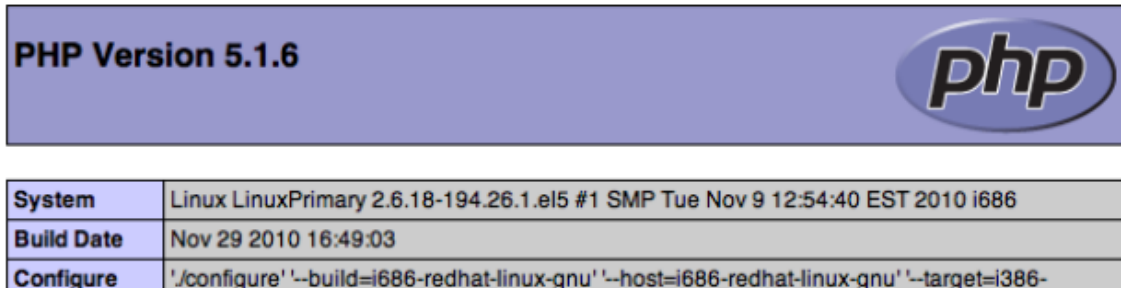 PHP Version 5.1.6
php
System Linux LinuxPrimary 2.6.18-194.26.1.el5 #1 SMP Tue Nov 9 12:54:40 EST 2010 i686
Build Date Nov 29 2010 16:49:03
Configure './configure' '--build=i686-redhat-linux-gnu' '--host=i686-redhat-linux-gnu' '--target=i386-